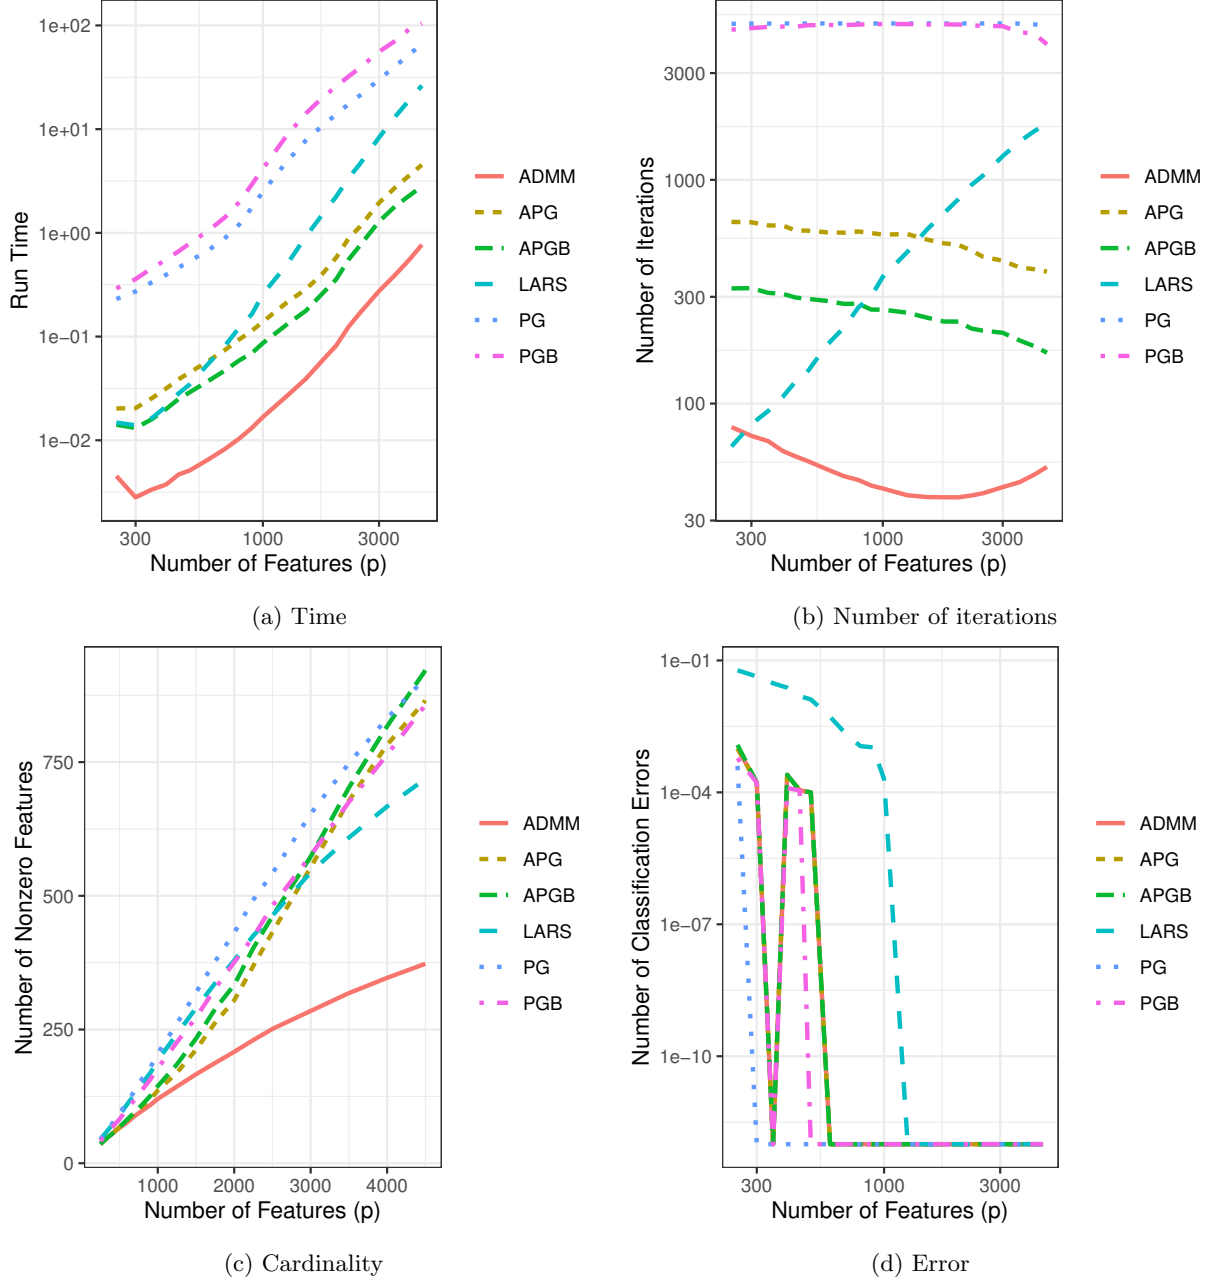 1e+02
1e+01
1e+00
1e−01
1e−02
Run Time
300
1000
3000
Number of Features (p)
ADMM
APG
APGB
LARS
PG
PGB
(a) Time
3000
1000
300
100
30
Number of Iterations
300
1000
3000
Number of Features (p)
ADMM
APG
APGB
LARS
PG
PGB
(b) Number of iterations
750
500
250
0
Number of Nonzero Features
1000
2000
3000
4000
Number of Features (p)
ADMM
APG
APGB
LARS
PG
PGB
(c) Cardinality
1e−01
1e−04
1e−07
1e−10
Number of Classification Errors
300
1000
3000
Number of Features (p)
ADMM
APG
APGB
LARS
PG
PGB
(d) Error